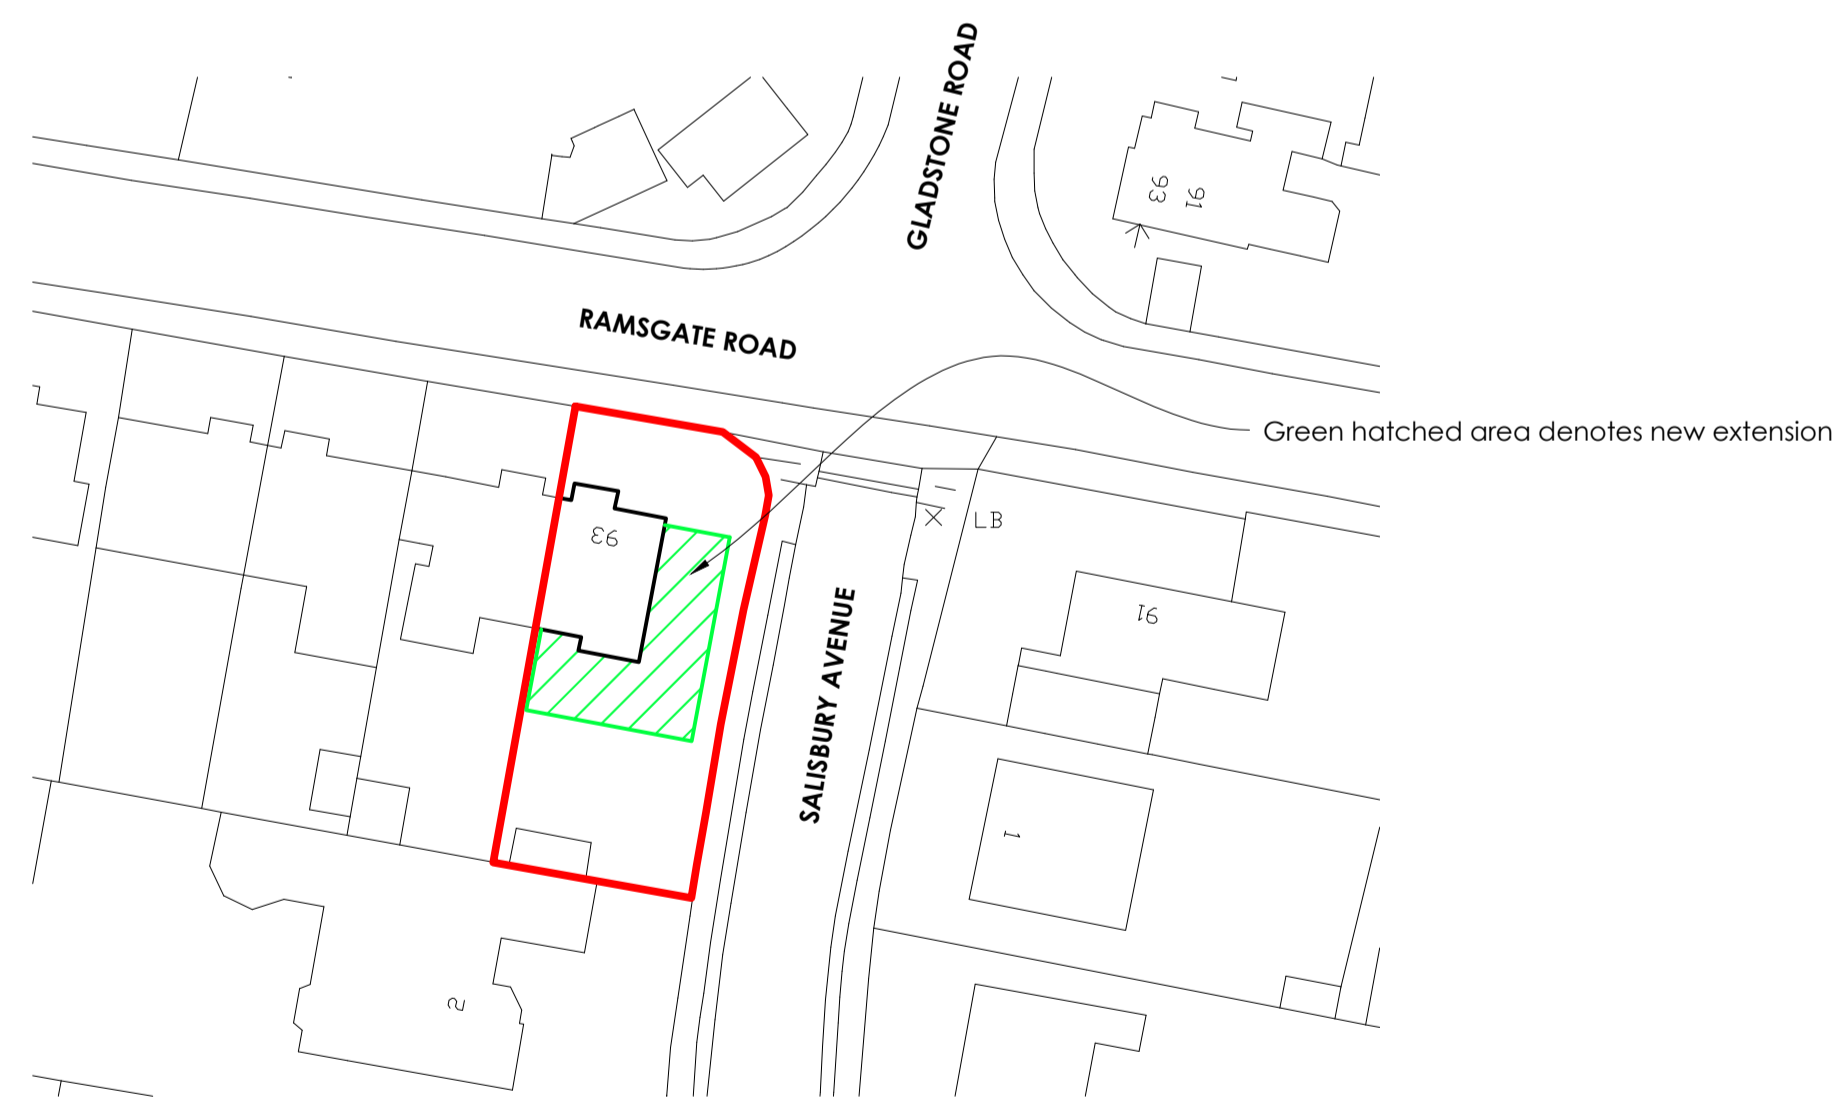 GLADSTONE ROAD
93
91
RAMSGATE ROAD
Green hatched area denotes new extension
LB
93
91
SALISBURY AVENUE
1
2